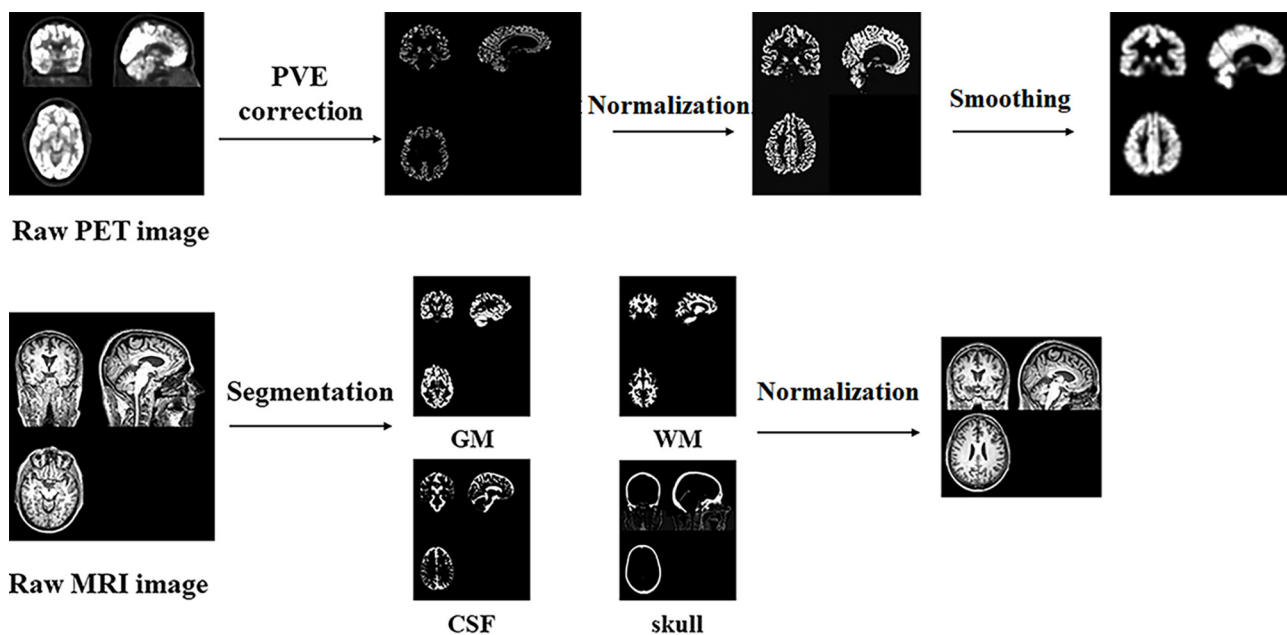 PVE
correction
Normalization
Smoothing
Raw PET image
Segmentation
GM
WM
Normalization
CSF
skull
Raw MRI image